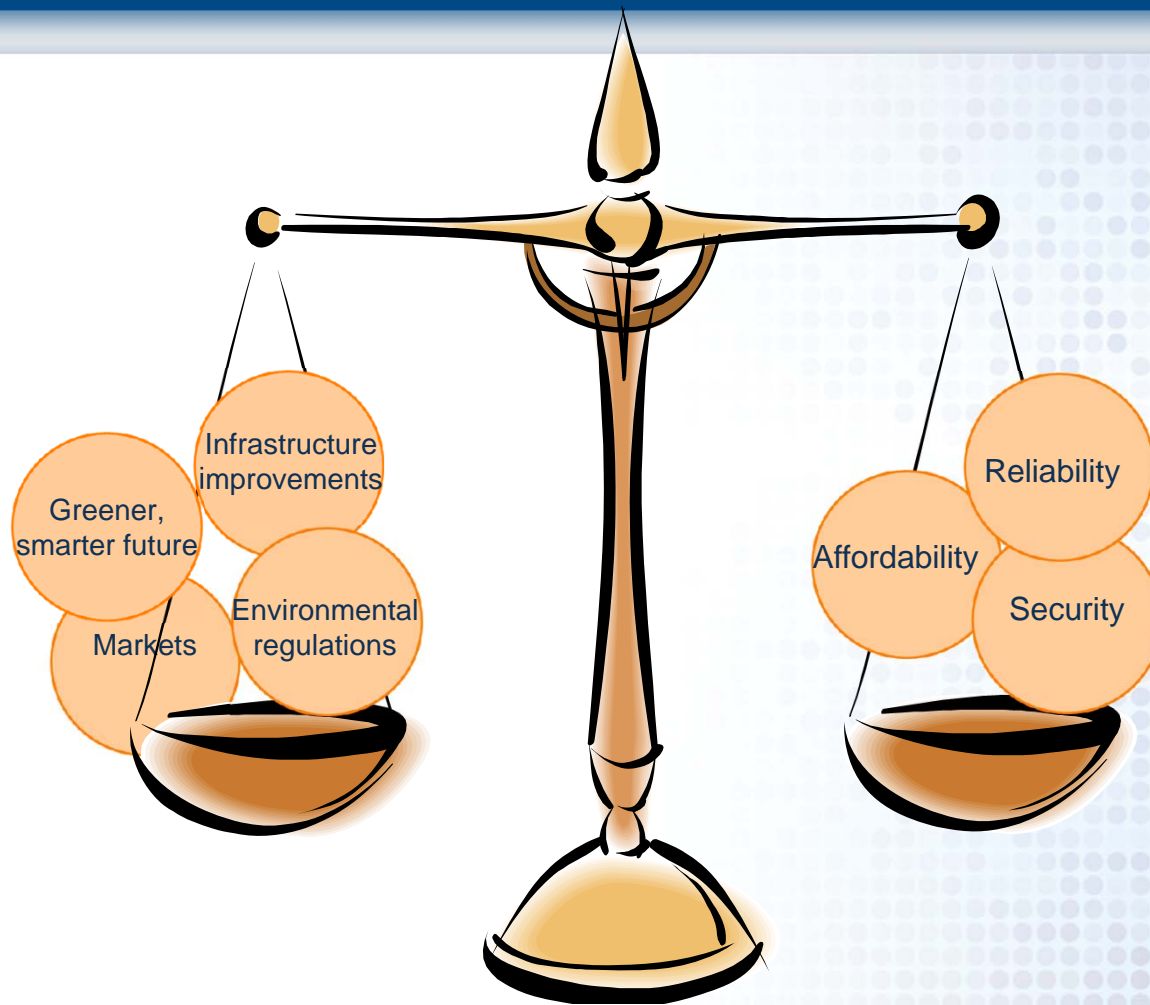 Infrastructure
improvements
Greener,
smarter future
Environmental
regulations
Markets
Reliability
Affordability
Security